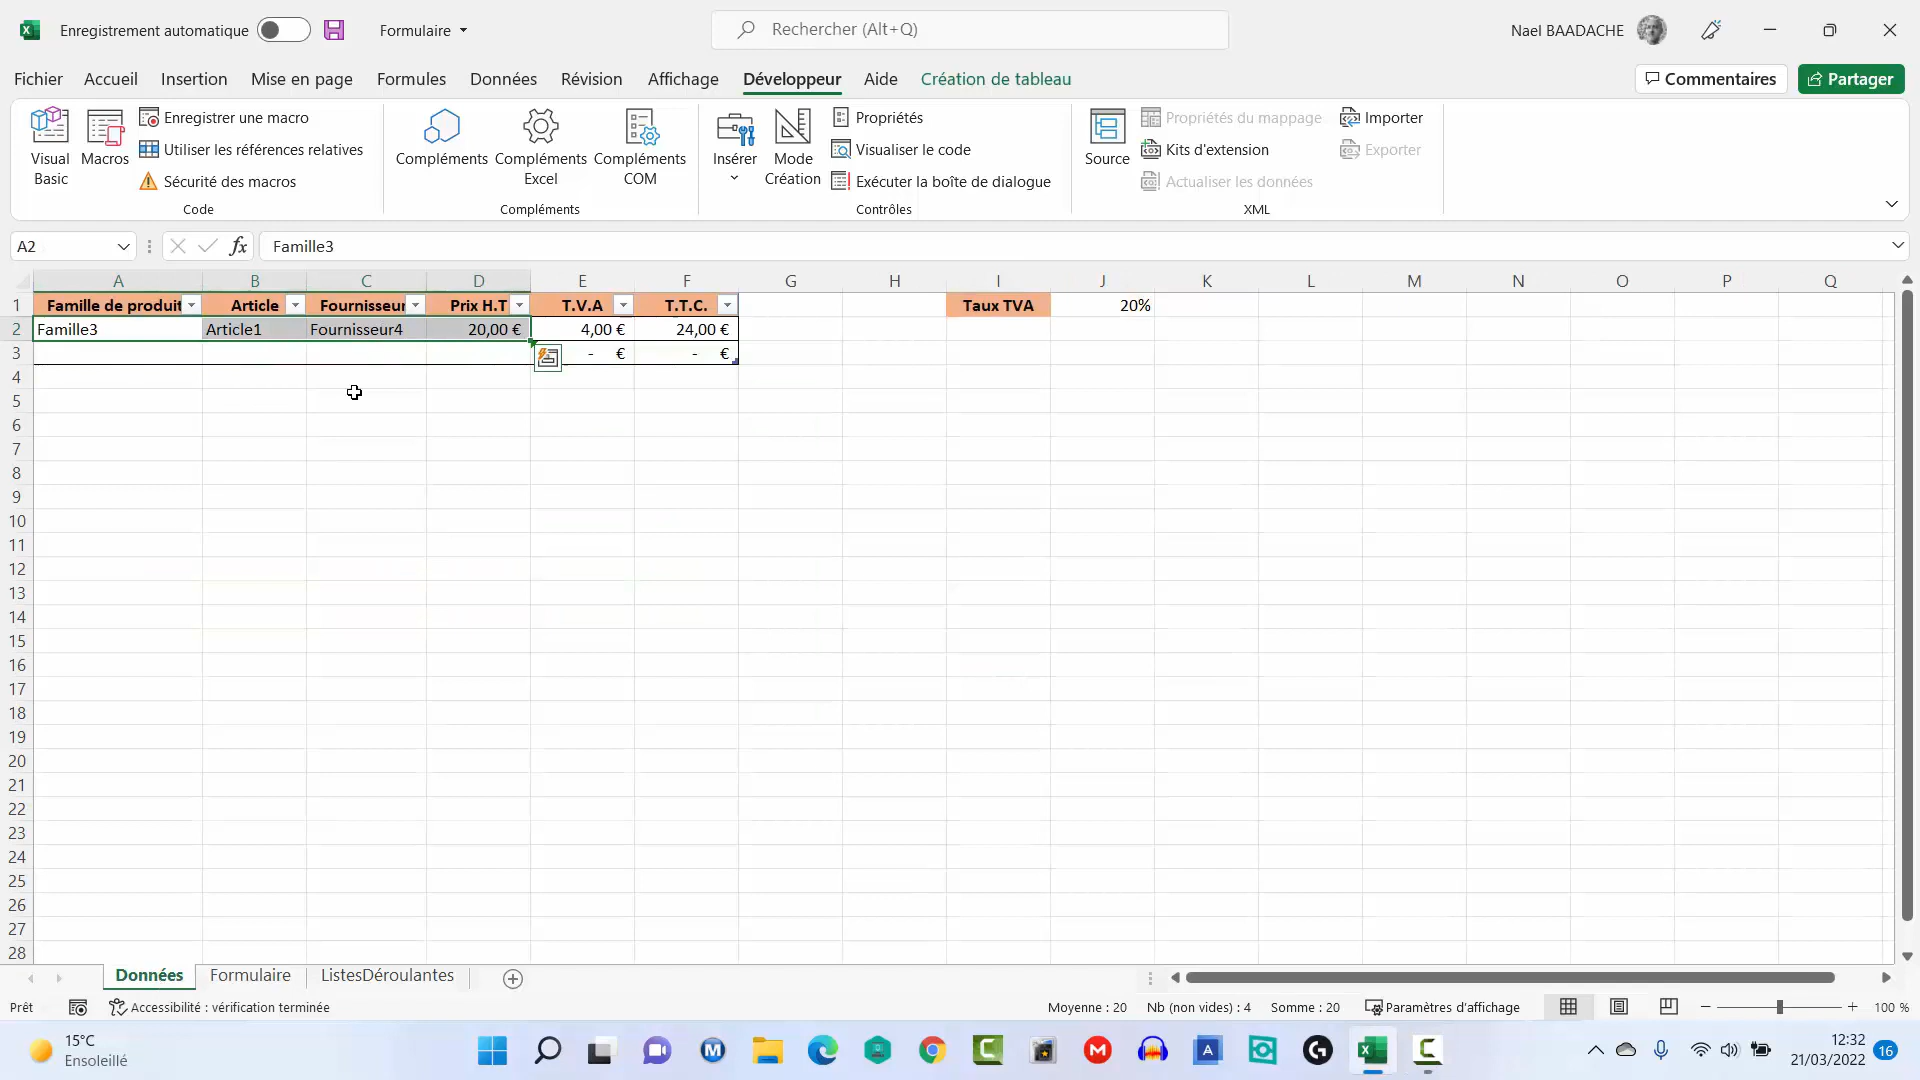 Enregistrement automatique
Formulaire
Rechercher (Alt+Q)
Nael BAADACHE
Fichier Accueil Insertion Mise en page Formules Données Révision Affichage Développeur Aide Création de tableau
Commentaires
Partager
Visual Basic
Macros
Enregistrer une macro
Utiliser les références relatives
Sécurité des macros
Code
Compléments
Compléments Excel
Compléments COM
Compléments
Insérer
Mode Création
Propriétés
Visualiser le code
Exécuter la boîte de dialogue
Contrôles
Source
Propriétés du mappage
Kits d'extension
Actualiser les données
Importer
Exporter
XML
A2
fx
Famille3
A B C D E F G H I J K L M N O P Q
1 Famille de produit Article Fournisseur Prix H.T T.V.A T.T.C. Taux TVA 20%
2 Famille3 Article1 Fournisseur4 20,00 € 4,00 € 24,00 €
3 - € - €
4
5
6
7
8
9
10
11
12
13
14
15
16
17
18
19
20
21
22
23
24
25
26
27
28
Données Formulaire ListesDéroulantes
Prêt
Accessibilité : vérification terminée
Moyenne : 20 Nb (non vides) : 4 Somme : 20
Paramètres d'affichage
100 %
15°C
Ensoleillé
12:32
21/03/2022
16